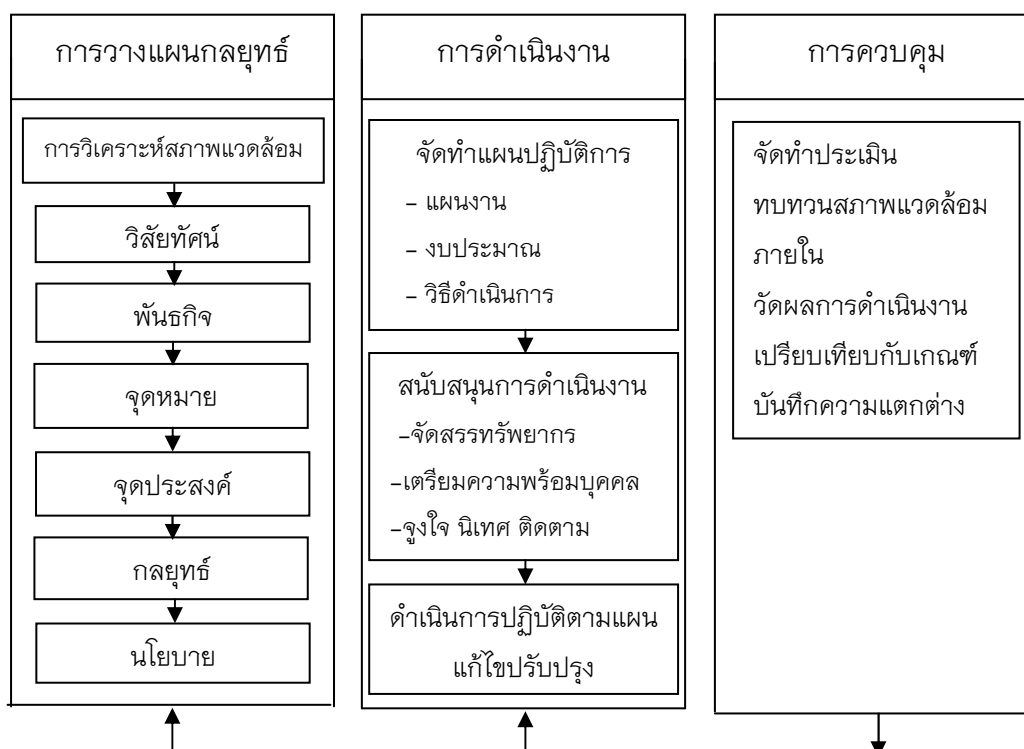 การวางแผนกลยุทธ์
การวิเคราะห์สภาพแวดล้อม
วิสัยทัศน์
พันธกิจ
จุดหมาย
จุดประสงค์
กลยุทธ์
นโยบาย
การดำเนินงาน
จัดทำแผนปฏิบัติการ
– แผนงาน
– งบประมาณ
– วิธีดำเนินการ
สนับสนุนการดำเนินงาน
–จัดสรรทรัพยากร
–เตรียมความพร้อมบุคคล
–จูงใจ นิเทศ ติดตาม
ดำเนินการปฏิบัติตามแผน
แก้ไขปรับปรุง
การควบคุม
จัดทำประเมิน
ทบทวนสภาพแวดล้อม
ภายใน
วัดผลการดำเนินงาน
เปรียบเทียบกับเกณฑ์
บันทึกความแตกต่าง